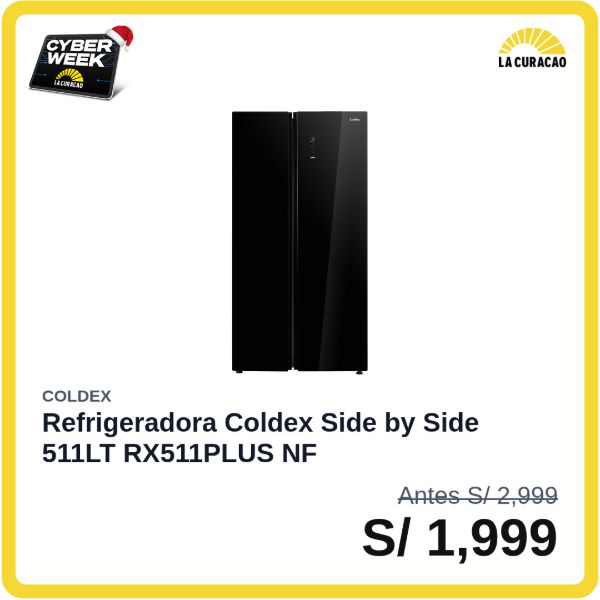 CYBER
WEEK
LA CURACAO
LA CURACAO
COLDEX
Refrigeradora Coldex Side by Side
511LT RX511PLUS NF
Antes S/ 2,999
S/ 1,999